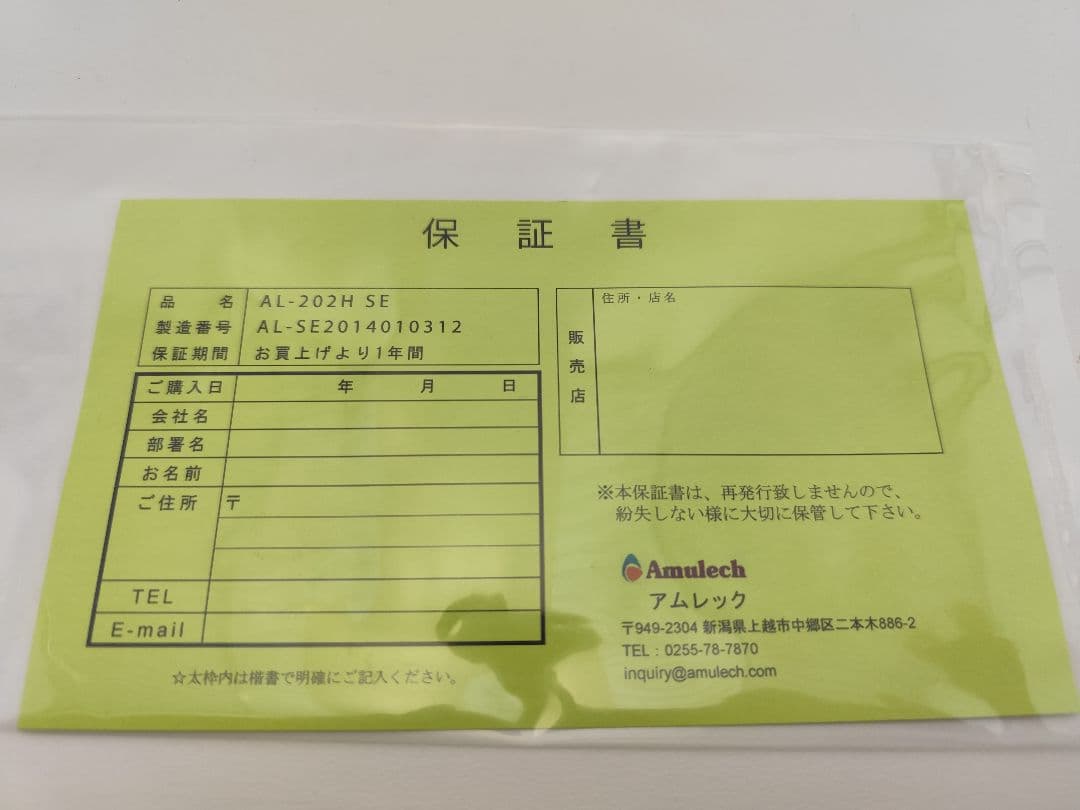 保証書
品名 AL-202H SE
製造番号 AL-SE2014010312
保証期間 お買上げより1年間
ご購入日 年 月 日
会社名
部署名
お名前
ご住所 〒
TEL
E-mail
☆太枠内は楷書で明確にご記入ください。
販売店
住所・店名
※本保証書は、再発行致しませんので、
紛失しない様に大切に保管して下さい。
Amulech
アムレック
〒949-2304 新潟県上越市中郷区二本木886-2
TEL : 0255-78-7870
inquiry@amulech.com